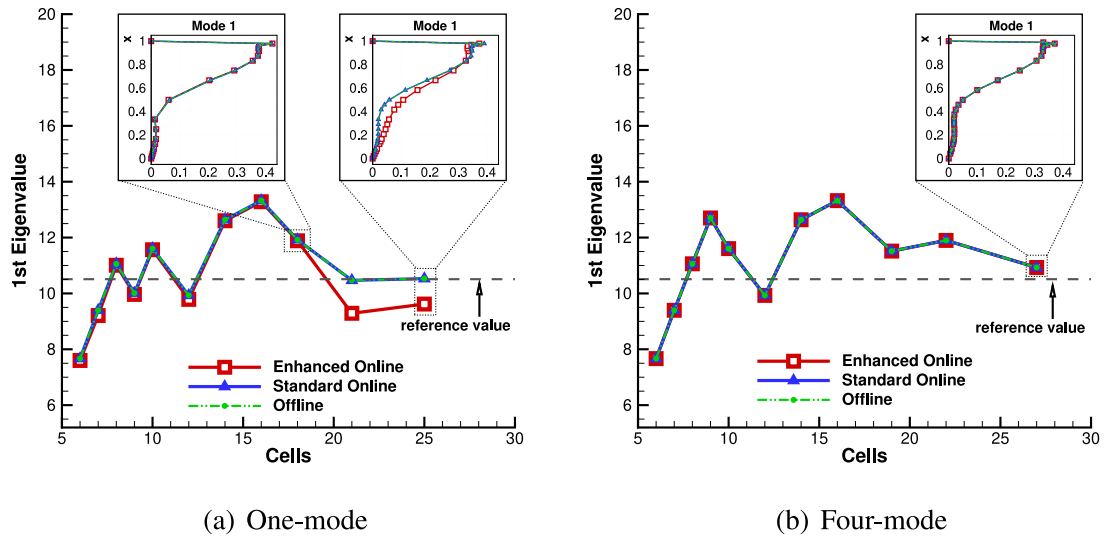 Mode 1
x
1
0.8
0.6
0.4
0.2
0
0 0.1 0.2 0.3 0.4
Mode 1
x
1
0.8
0.6
0.4
0.2
0
0 0.1 0.2 0.3 0.4
1st Eigenvalue
20
18
16
14
12
10
8
6
reference value
Enhanced Online
Standard Online
Offline
5 10 15 20 25 30
Cells
(a) One-mode
Mode 1
x
1
0.8
0.6
0.4
0.2
0
0 0.1 0.2 0.3 0.4
1st Eigenvalue
20
18
16
14
12
10
8
6
reference value
Enhanced Online
Standard Online
Offline
5 10 15 20 25 30
Cells
(b) Four-mode